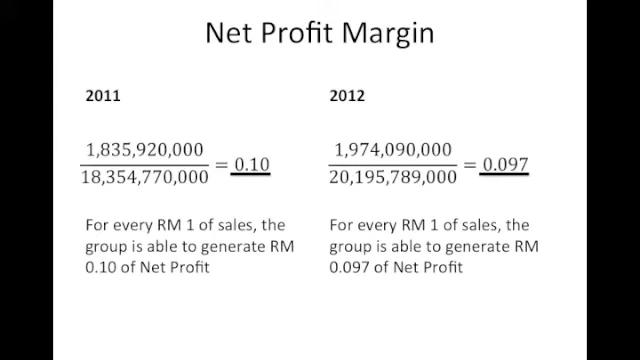 Net Profit Margin
2011
1,835,920,000
18,354,770,000
= 0.10
For every RM 1 of sales, the
group is able to generate RM
0.10 of Net Profit
2012
1,974,090,000
20,195,789,000
= 0.097
For every RM 1 of sales, the
group is able to generate RM
0.097 of Net Profit